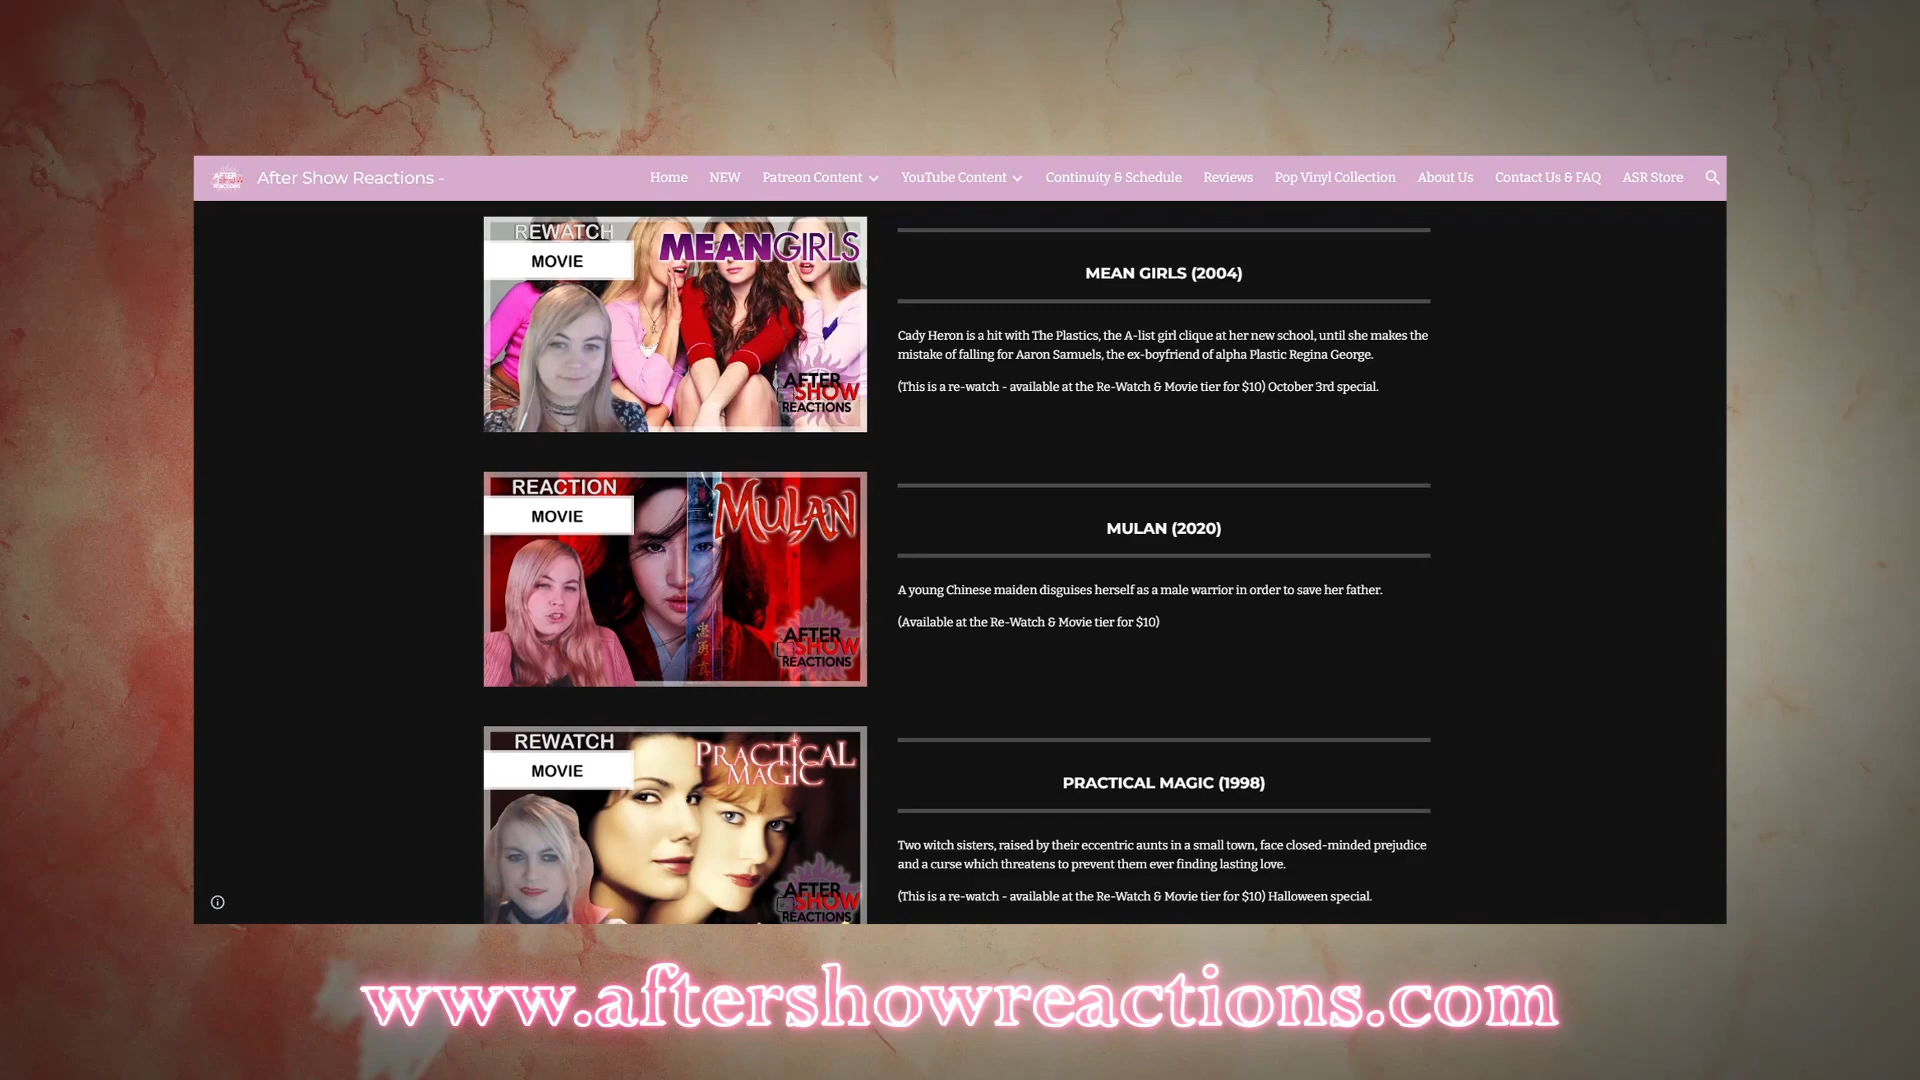 AFTER SHOW REACTIONS
After Show Reactions -
Home
NEW
Patreon Content
YouTube Content
Continuity & Schedule
Reviews
Pop Vinyl Collection
About Us
Contact Us & FAQ
ASR Store
REWATCH
MOVIE
MEAN GIRLS
AFTER
SHOW
REACTIONS
MEAN GIRLS (2004)
Cady Heron is a hit with The Plastics, the A-list girl clique at her new school, until she makes the
mistake of falling for Aaron Samuels, the ex-boyfriend of alpha Plastic Regina George.
(This is a re-watch - available at the Re-Watch & Movie tier for $10) October 3rd special.
REACTION
MOVIE
MULAN
忠
勇
真
AFTER
SHOW
REACTIONS
MULAN (2020)
A young Chinese maiden disguises herself as a male warrior in order to save her father.
(Available at the Re-Watch & Movie tier for $10)
REWATCH
MOVIE
PRACTICAL
MAGIC
AFTER
SHOW
REACTIONS
PRACTICAL MAGIC (1998)
Two witch sisters, raised by their eccentric aunts in a small town, face closed-minded prejudice
and a curse which threatens to prevent them ever finding lasting love.
(This is a re-watch - available at the Re-Watch & Movie tier for $10) Halloween special.
www.aftershowreactions.com